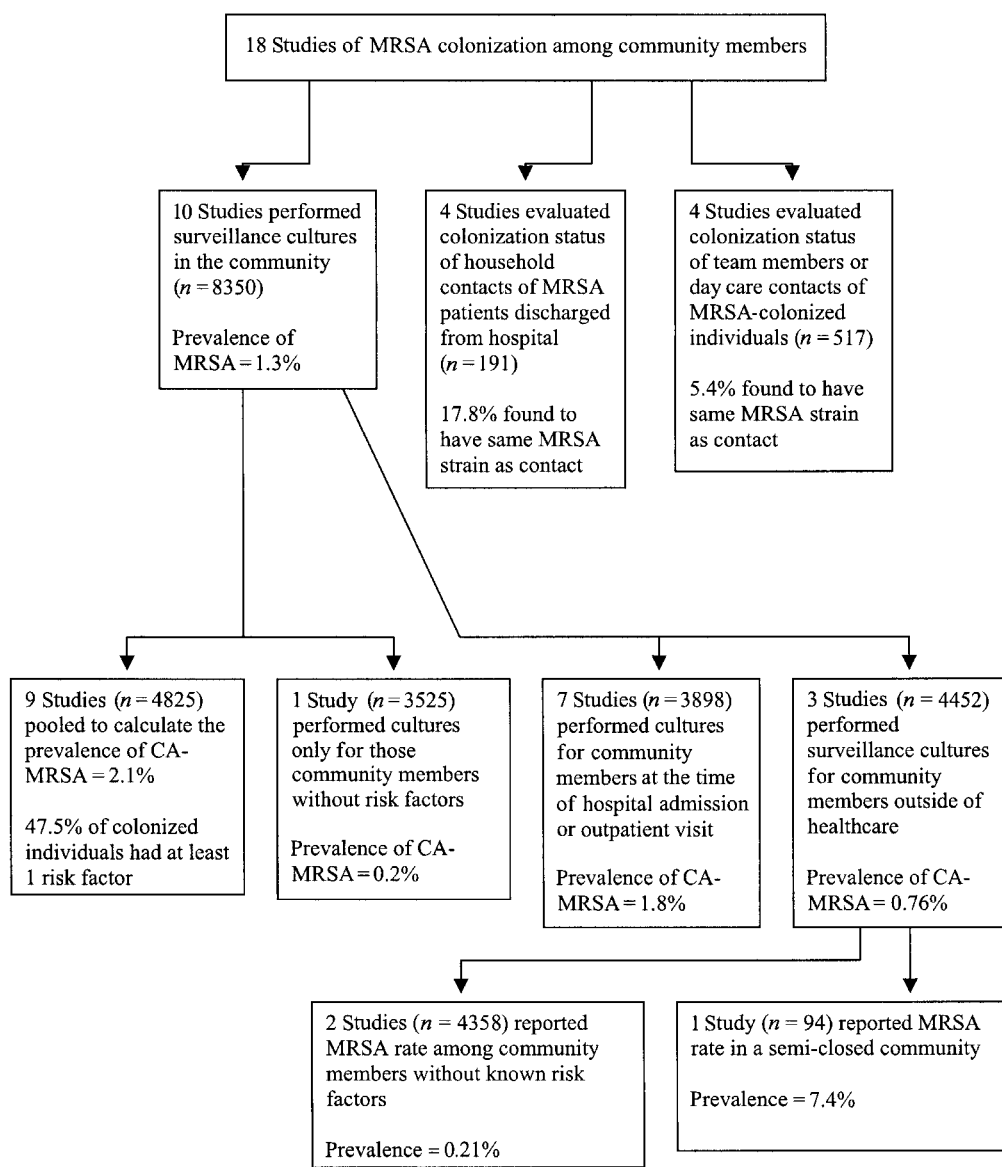 18 Studies of MRSA colonization among community members
10 Studies performed
surveillance cultures
in the community
(n = 8350)
Prevalence of
MRSA = 1.3%
4 Studies evaluated
colonization status
of household
contacts of MRSA
patients discharged
from hospital
(n = 191)
17.8% found to
have same MRSA
strain as contact
4 Studies evaluated
colonization status
of team members or
day care contacts of
MRSA-colonized
individuals (n = 517)
5.4% found to have
same MRSA strain
as contact
9 Studies (n = 4825)
pooled to calculate the
prevalence of CA-
MRSA = 2.1%
47.5% of colonized
individuals had at least
1 risk factor
1 Study (n = 3525)
performed cultures
only for those
community members
without risk factors
Prevalence of CA-
MRSA = 0.2%
7 Studies (n = 3898)
performed cultures
for community
members at the time
of hospital admission
or outpatient visit
Prevalence of CA-
MRSA = 1.8%
3 Studies (n = 4452)
performed
surveillance cultures
for community
members outside of
healthcare
Prevalence of CA-
MRSA = 0.76%
2 Studies (n = 4358) reported
MRSA rate among community
members without known risk
factors
Prevalence = 0.21%
1 Study (n = 94) reported MRSA
rate in a semi-closed community
Prevalence = 7.4%